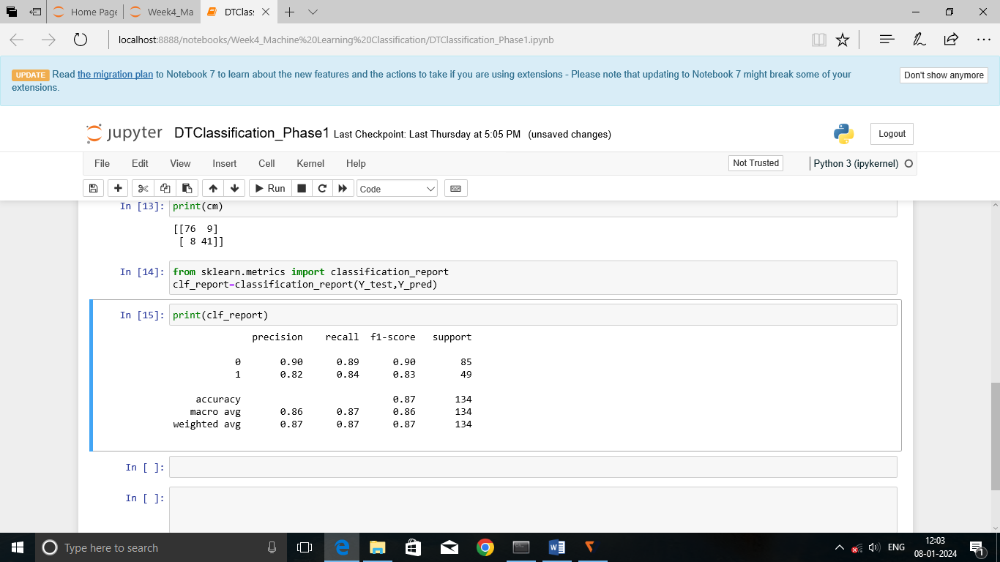 Home Page
Week4_Ma
DTClas:
localhost:8888/notebooks/Week4_Machine%20Learning%20Classification/DTClassification_Phase1.ipynb
UPDATE Read the migration plan to Notebook 7 to learn about the new features and the actions to take if you are using extensions - Please note that updating to Notebook 7 might break some of your
extensions.
Don't show anymore
jupyter DTClassification_Phase1 Last Checkpoint: Last Thursday at 5:05 PM (unsaved changes)
Logout
File Edit View Insert Cell Kernel Help
Not Trusted
Python 3 (ipykernel)
Run
Code
In [13]: print(cm)
[[76  9]
 [ 8 41]]
In [14]: from sklearn.metrics import classification_report
clf_report=classification_report(Y_test,Y_pred)
In [15]: print(clf_report)
precision recall f1-score support
0 0.90 0.89 0.90 85
1 0.82 0.84 0.83 49
accuracy 0.87 134
macro avg 0.86 0.87 0.86 134
weighted avg 0.87 0.87 0.87 134
In [ ]:
In [ ]:
Type here to search
ENG
12:03
08-01-2024
1